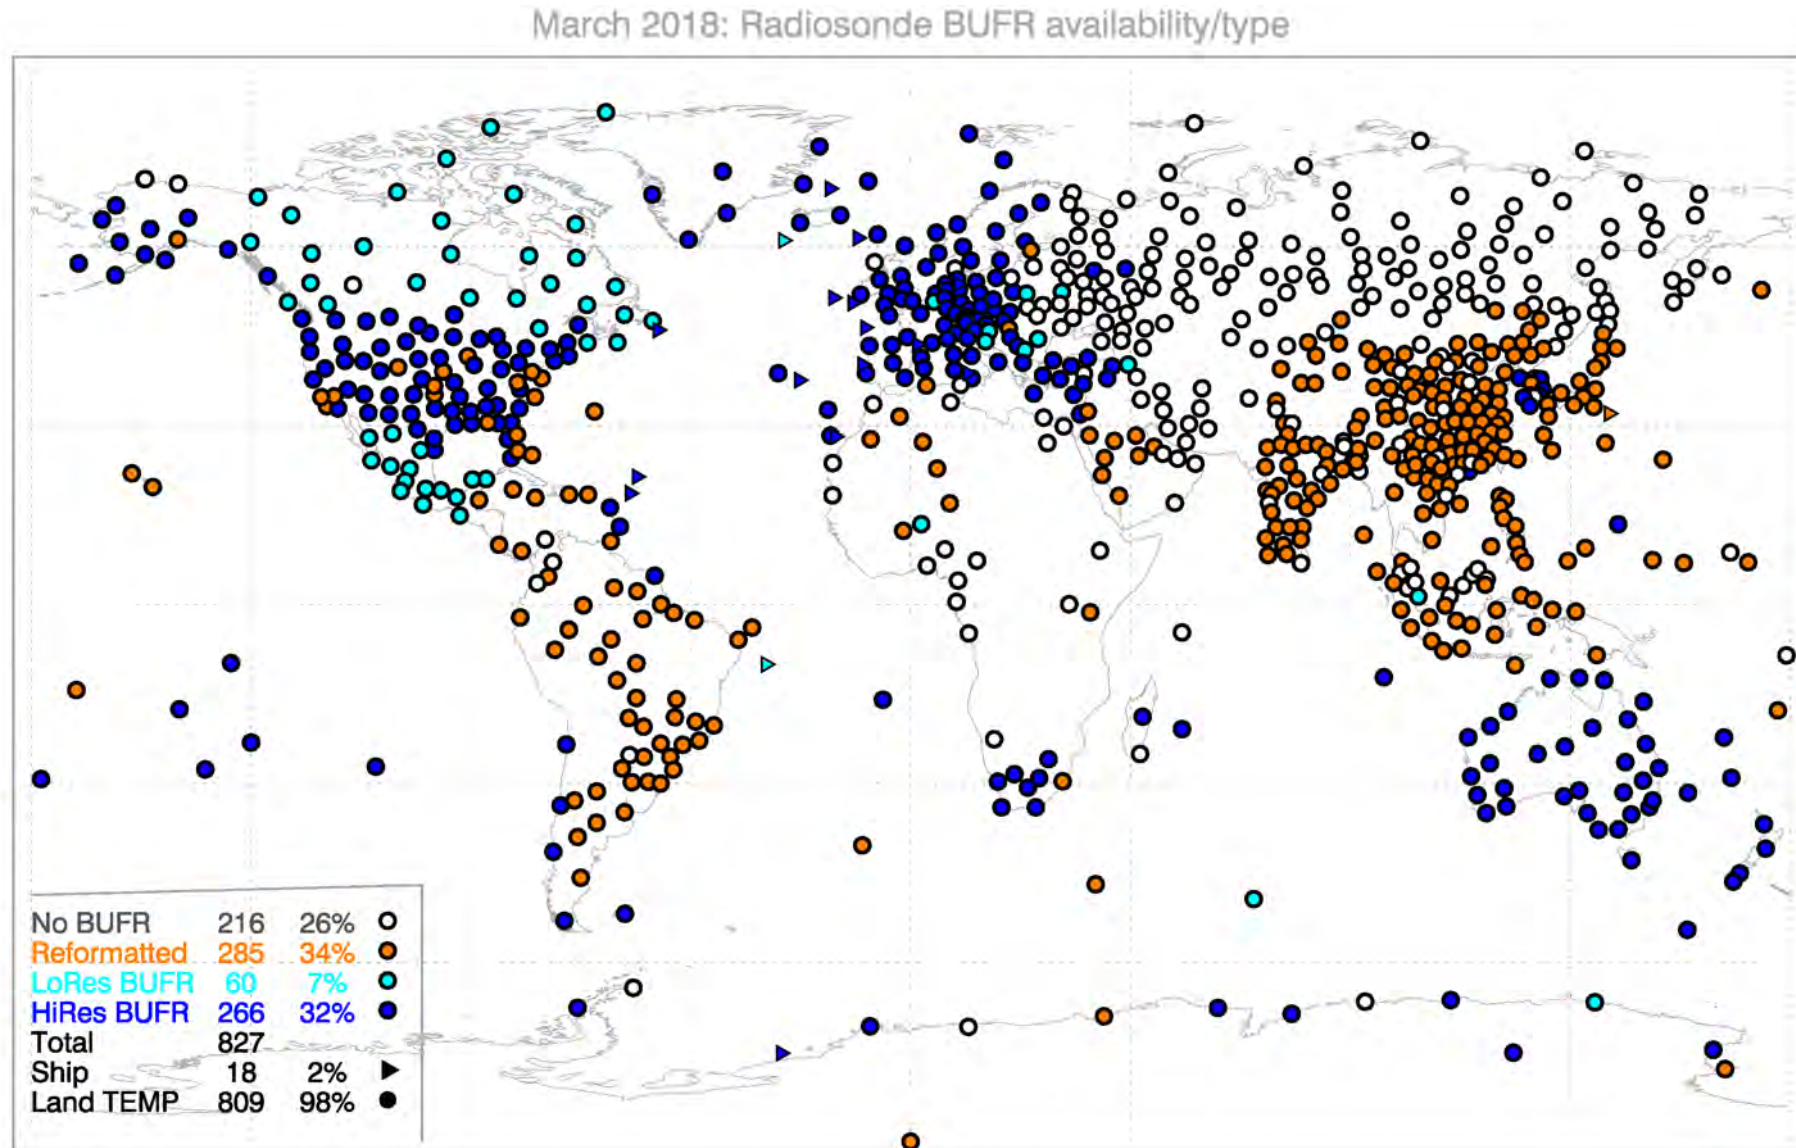 March 2018: Radiosonde BUFR availability/type
No BUFR 216 26%
Reformatted 285 34%
LoRes BUFR 60 7%
HiRes BUFR 266 32%
Total 827
Ship 18 2%
Land TEMP 809 98%